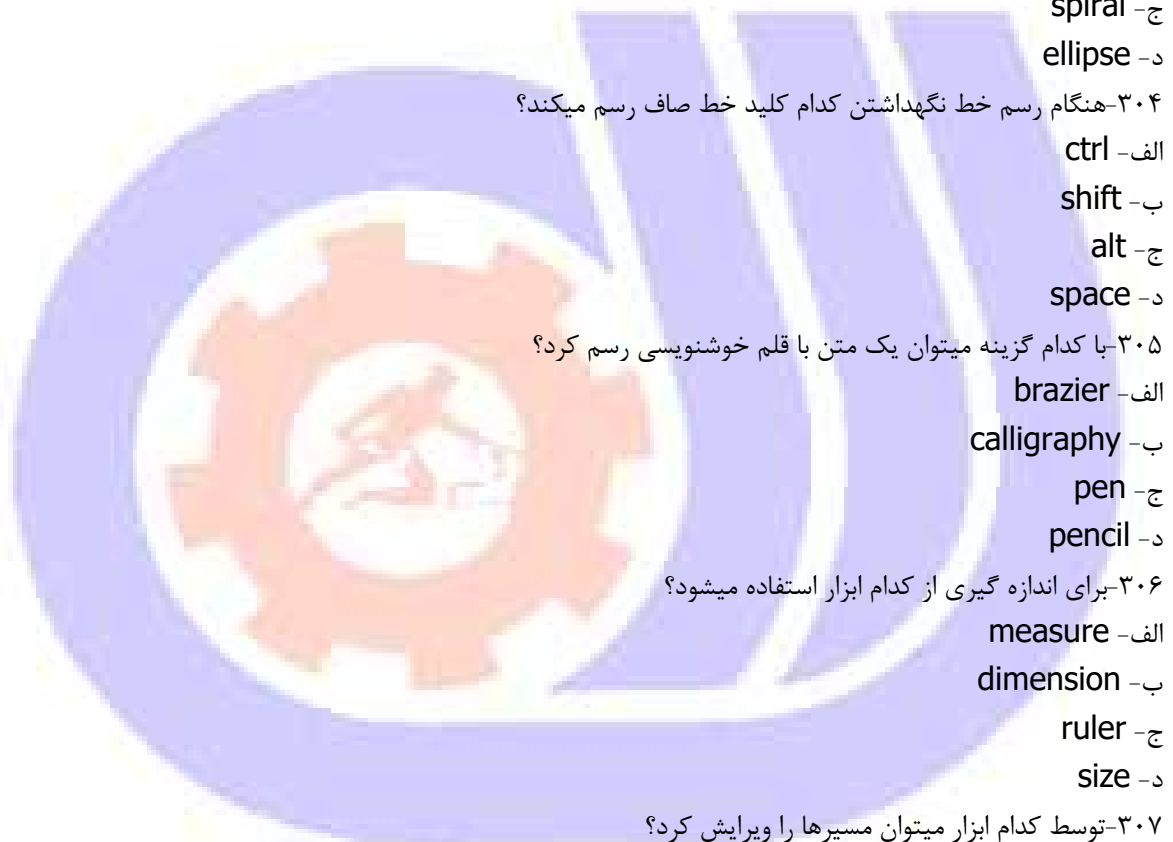 ج- spiral
د- ellipse
۳۰۴-هنگام رسم خط نگهداشتن کدام کلید خط صاف رسم میکند؟
الف- ctrl
ب- shift
ج- alt
د- space
۳۰۵-با کدام گزینه میتوان یک متن با قلم خوشنویسی رسم کرد؟
الف- brazier
ب- calligraphy
ج- pen
د- pencil
۳۰۶-برای اندازه گیری از کدام ابزار استفاده میشود؟
الف- measure
ب- dimension
ج- ruler
د- size
۳۰۷-توسط کدام ابزار میتوان مسیرها را ویرایش کرد؟